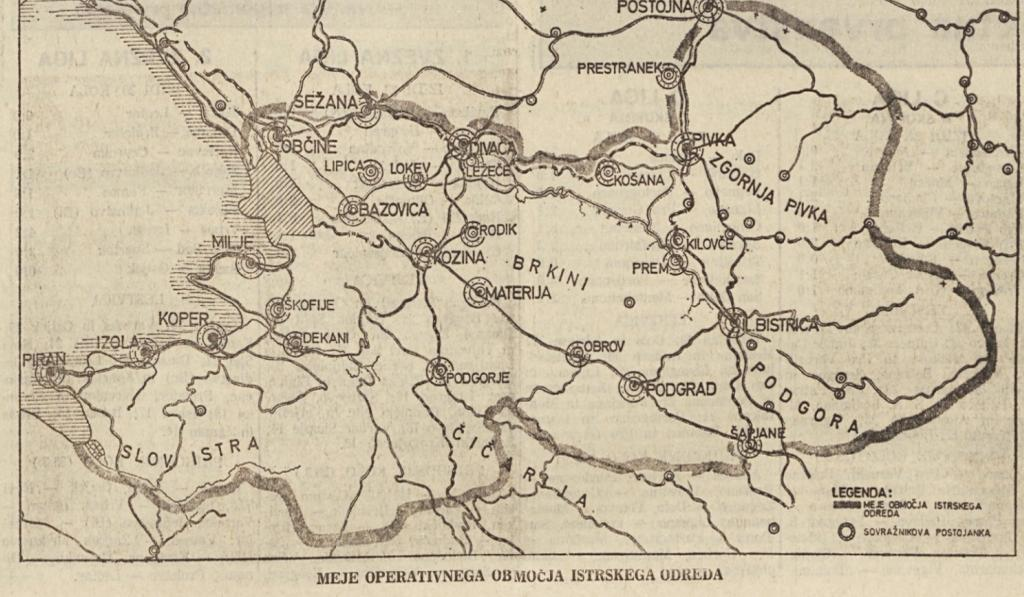 POSTOJNA
PRESTRANEK
SEŽANA
OBČINE
DIVAČA
PIVKA
LIPICA
LOKEV
LEŽEČE
KOŠANA
ZGORNJA PIVKA
BAZOVICA
RODIK
MILJE
KOZINA
KILOVČE
PREM
BRKINI
MATERIJA
ŠKOFIJE
KOPER
IL.BISTRICA
DEKANI
IZOLA
OBROV
PIRAN
PODGORJE
PODGRAD
PODGORA
SLOV ISTRA
ČIČARIJA
ŠAPJANE
LEGENDA:
MEJE OBMOČJA ISTRSKEGA
ODREDA
SOVRAŽNIKOVA POSTOJANKA
MEJE OPERATIVNEGA OBMOČJA ISTRSKEGA ODREDA